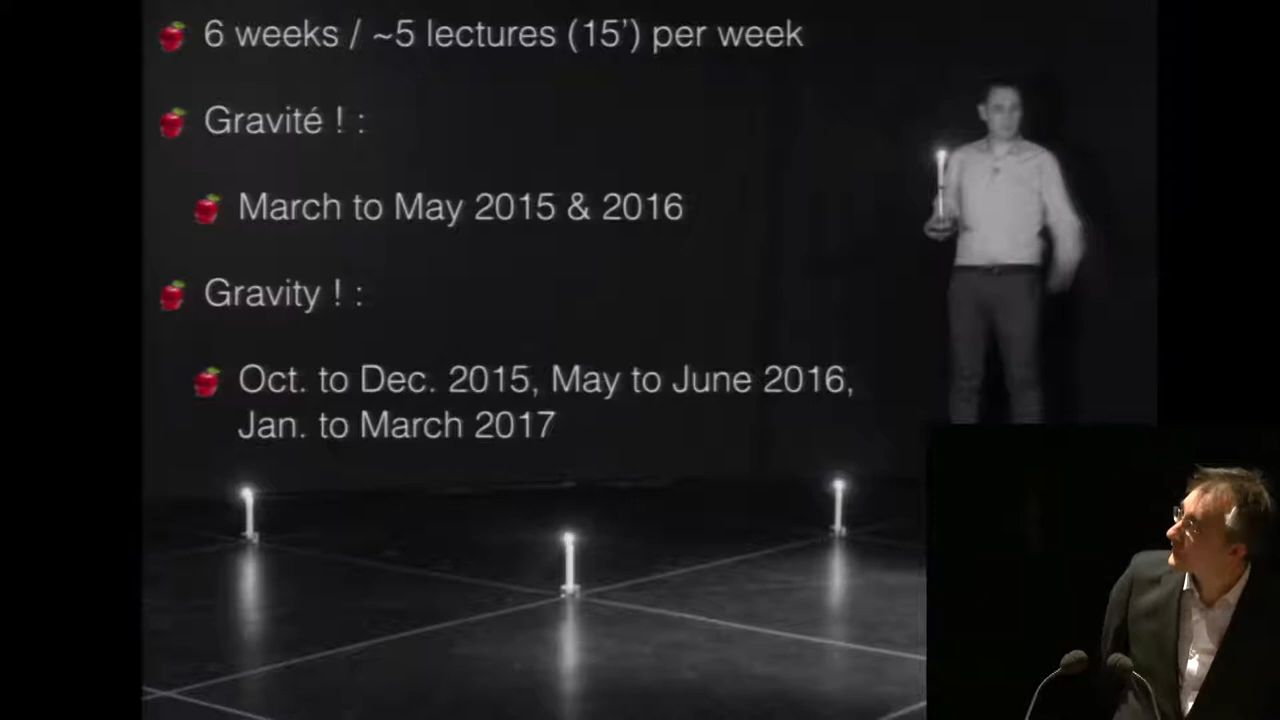 6 weeks / ~5 lectures (15’) per week
Gravité ! :
March to May 2015 & 2016
Gravity ! :
Oct. to Dec. 2015, May to June 2016,
Jan. to March 2017